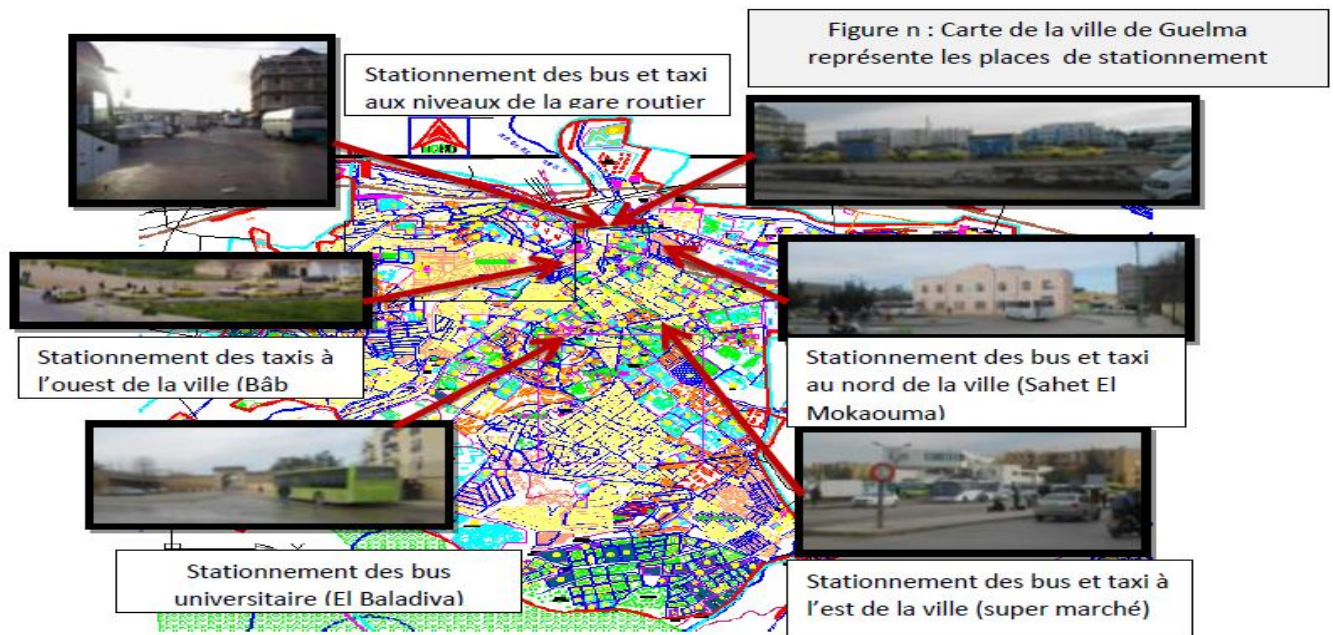 Figure n : Carte de la ville de Guelma
représente les places de stationnement
Stationnement des bus et taxi
aux niveaux de la gare routier
Stationnement des taxis à
l'ouest de la ville (Bâb
Stationnement des bus et taxi
au nord de la ville (Sahet El
Mokaouma)
Stationnement des bus
universitaire (El Baladiya)
Stationnement des bus et taxi à
l'est de la ville (super marché)